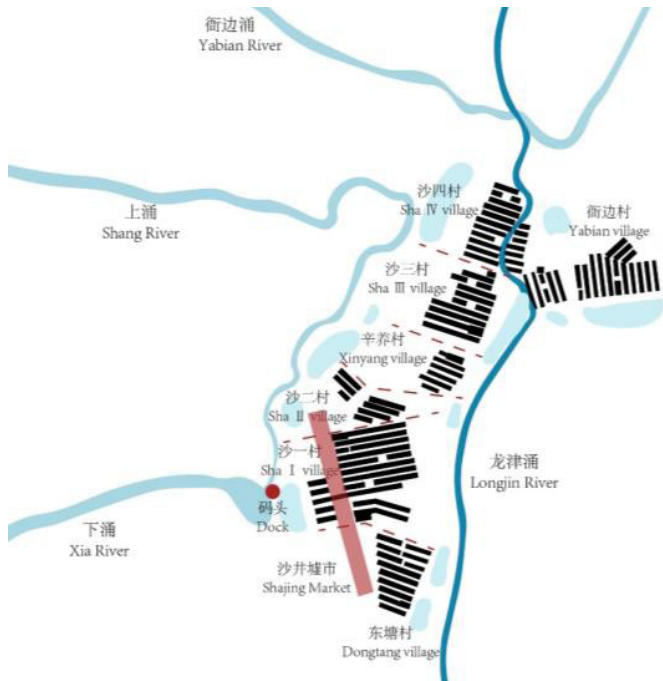 衙边涌
Yabian River
上涌
Shang River
沙四村
Sha Ⅳ village
衙边村
Yabian village
沙三村
Sha Ⅲ village
辛养村
Xinyang village
沙二村
Sha Ⅱ village
沙一村
Sha Ⅰ village
龙津涌
Longjin River
码头
Dock
下涌
Xia River
沙井墟市
Shajing Market
东塘村
Dongtang village